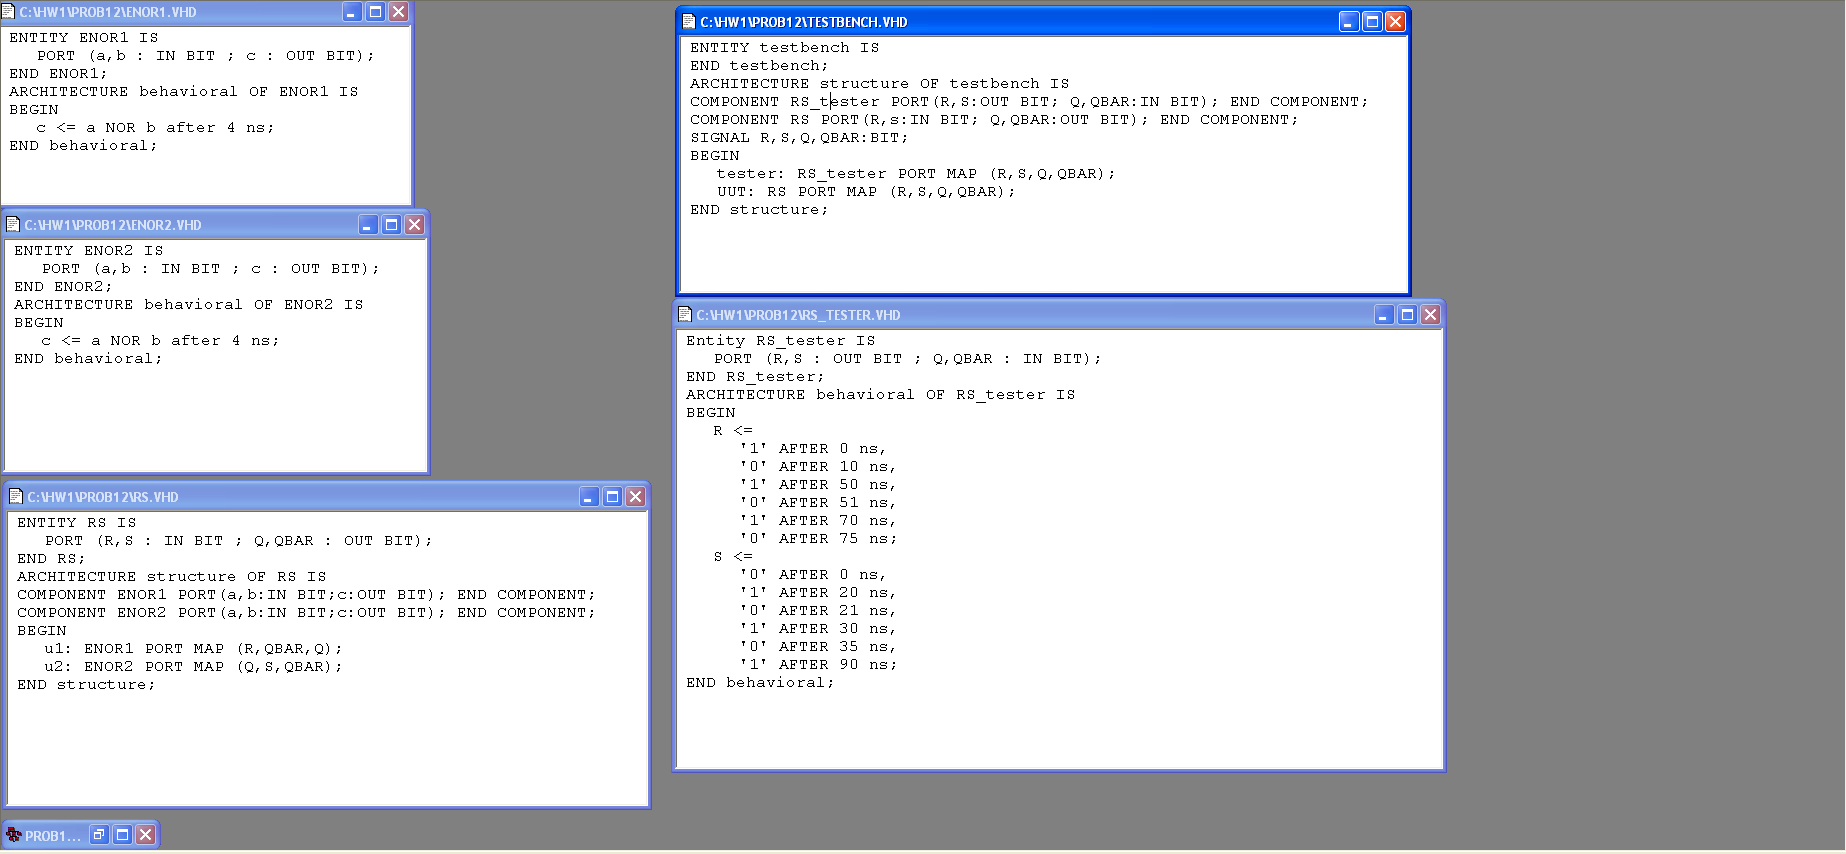 C:\HW1\PROB12\ENOR1.VHD
ENTITY ENOR1 IS
PORT (a,b : IN BIT ; c : OUT BIT);
END ENOR1;
ARCHITECTURE behavioral OF ENOR1 IS
BEGIN
c <= a NOR b after 4 ns;
END behavioral;
C:\HW1\PROB12\ENOR2.VHD
ENTITY ENOR2 IS
PORT (a,b : IN BIT ; c : OUT BIT);
END ENOR2;
ARCHITECTURE behavioral OF ENOR2 IS
BEGIN
c <= a NOR b after 4 ns;
END behavioral;
C:\HW1\PROB12\RS.VHD
ENTITY RS IS
PORT (R,S : IN BIT ; Q,QBAR : OUT BIT);
END RS;
ARCHITECTURE structure OF RS IS
COMPONENT ENOR1 PORT(a,b:IN BIT;c:OUT BIT); END COMPONENT;
COMPONENT ENOR2 PORT(a,b:IN BIT;c:OUT BIT); END COMPONENT;
BEGIN
u1: ENOR1 PORT MAP (R,QBAR,Q);
u2: ENOR2 PORT MAP (Q,S,QBAR);
END structure;
PROB1...
C:\HW1\PROB12\TESTBENCH.VHD
ENTITY testbench IS
END testbench;
ARCHITECTURE structure OF testbench IS
COMPONENT RS_tester PORT(R,S:OUT BIT; Q,QBAR:IN BIT); END COMPONENT;
COMPONENT RS PORT(R,s:IN BIT; Q,QBAR:OUT BIT); END COMPONENT;
SIGNAL R,S,Q,QBAR:BIT;
BEGIN
tester: RS_tester PORT MAP (R,S,Q,QBAR);
UUT: RS PORT MAP (R,S,Q,QBAR);
END structure;
C:\HW1\PROB12\RS_TESTER.VHD
Entity RS_tester IS
PORT (R,S : OUT BIT ; Q,QBAR : IN BIT);
END RS_tester;
ARCHITECTURE behavioral OF RS_tester IS
BEGIN
R <=
'1' AFTER 0 ns,
'0' AFTER 10 ns,
'1' AFTER 50 ns,
'0' AFTER 51 ns,
'1' AFTER 70 ns,
'0' AFTER 75 ns;
S <=
'0' AFTER 0 ns,
'1' AFTER 20 ns,
'0' AFTER 21 ns,
'1' AFTER 30 ns,
'0' AFTER 35 ns,
'1' AFTER 90 ns;
END behavioral;